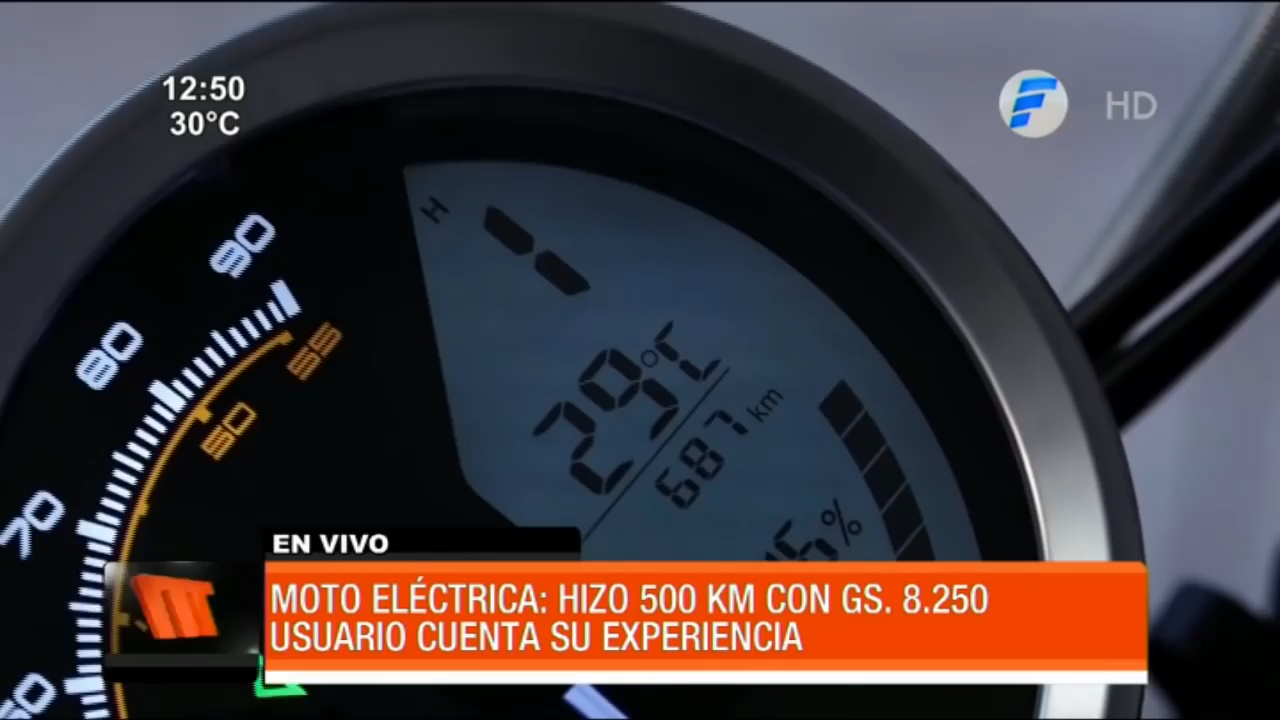 12:50
30°C
HD
H
1
90
80
70
55
50
29°C
687 km
%
EN VIVO
MOTO ELÉCTRICA: HIZO 500 KM CON GS. 8.250
USUARIO CUENTA SU EXPERIENCIA